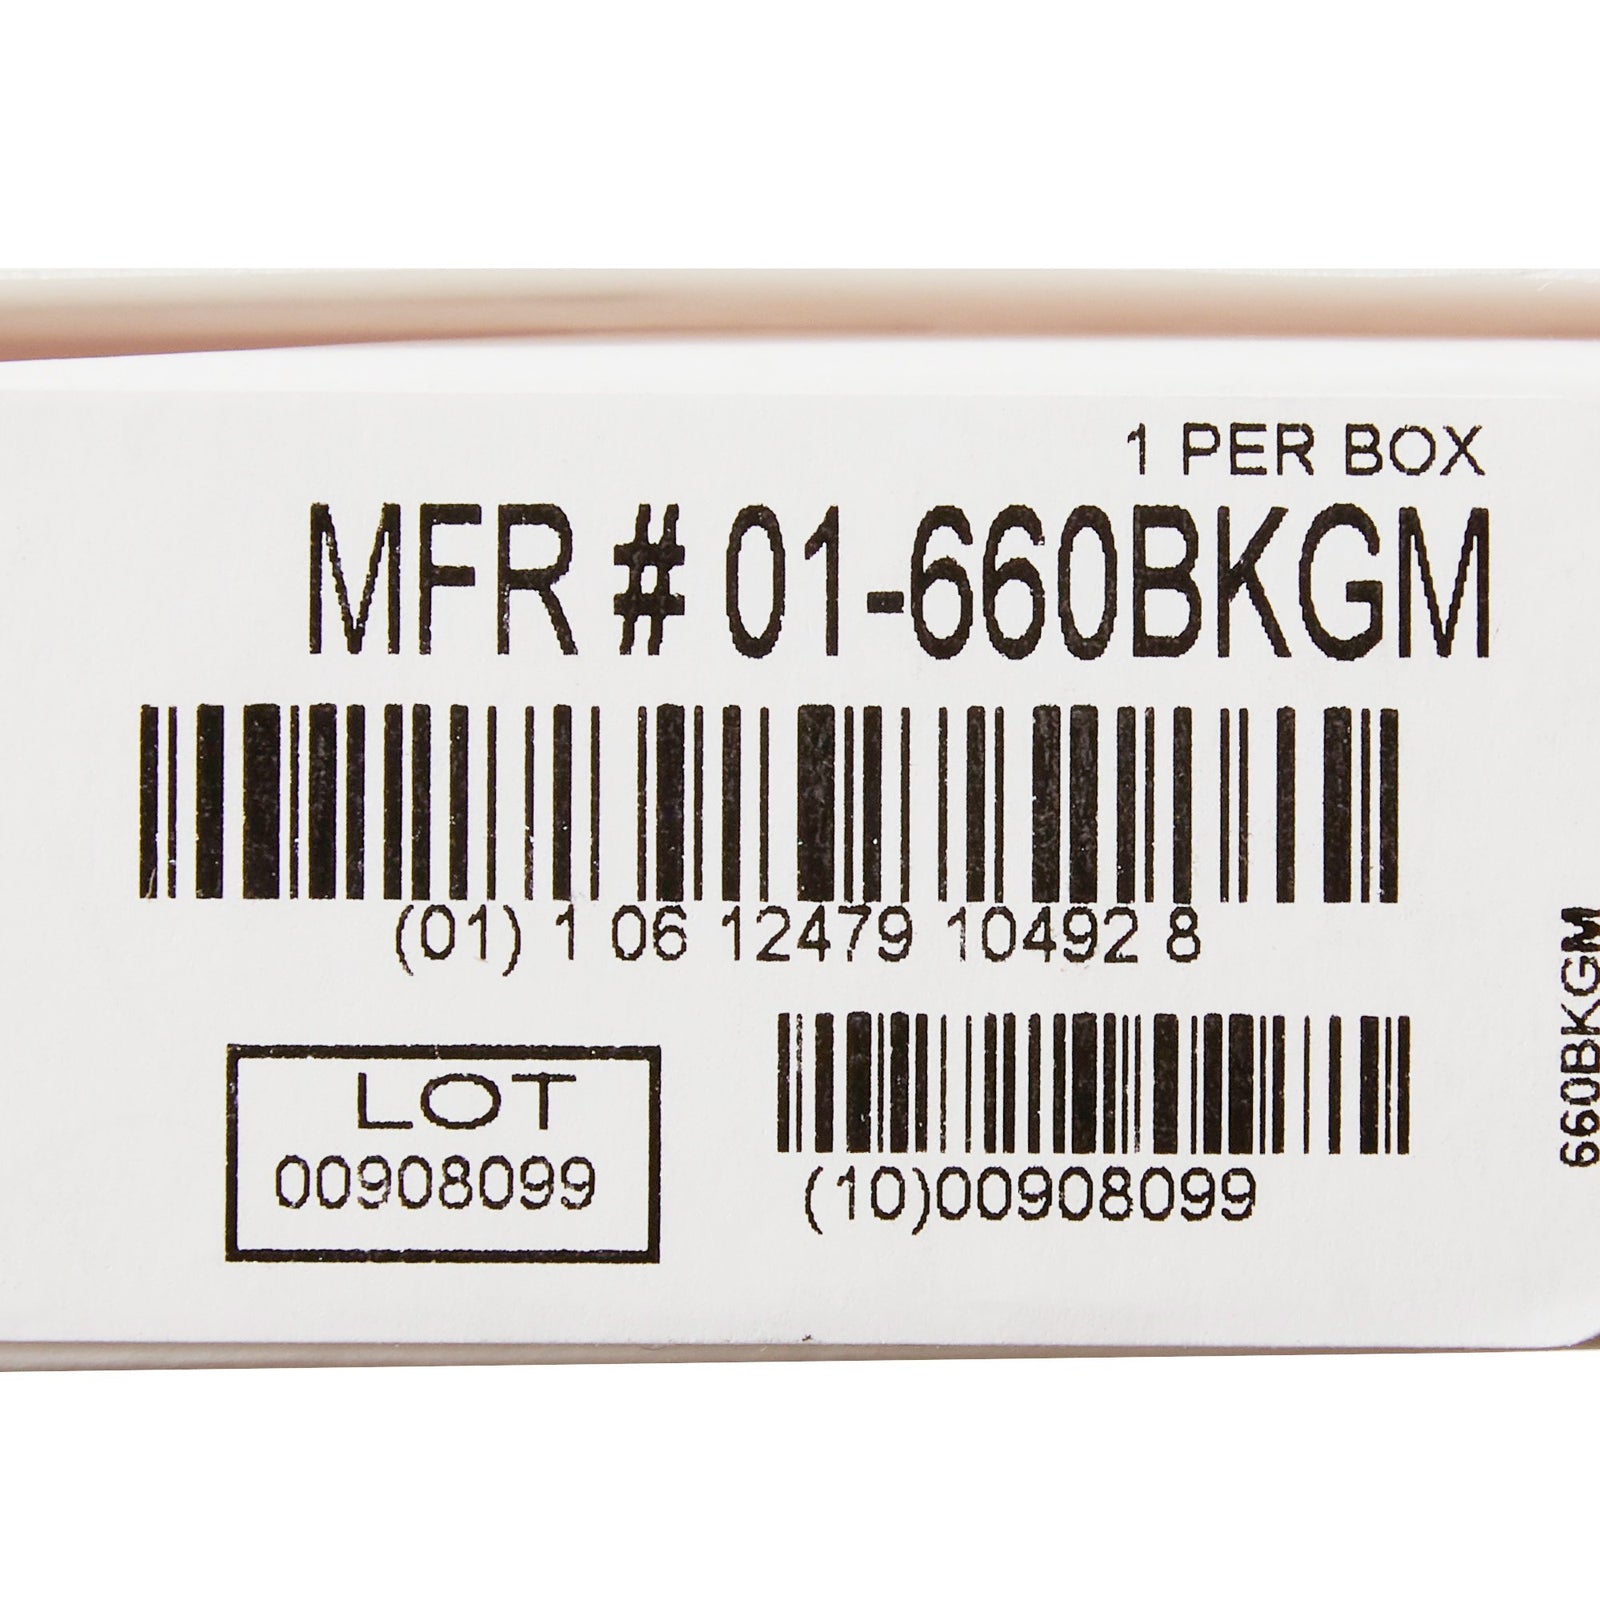 1 PER BOX
MFR # 01-660BKGM
(01) 1 06 12479 10492 8
LOT
00908099
(10)00908099
660BKGM